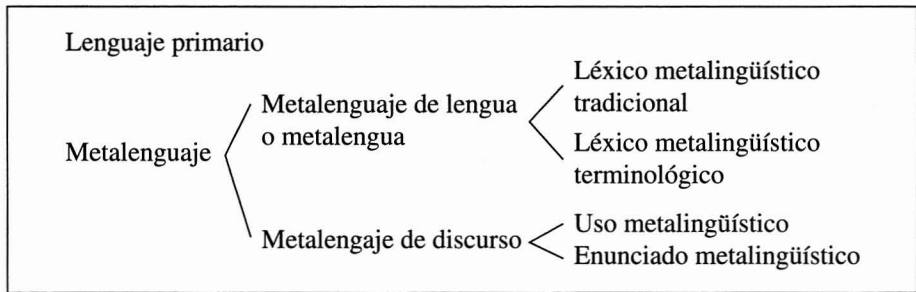 Lenguaje primario
Léxico metalingüístico
tradicional
Metalenguaje de lengua
o metalengua
Metalenguaje
Léxico metalingüístico
terminológico
Metalengaje de discurso
Uso metalingüístico
Enunciado metalingüístico